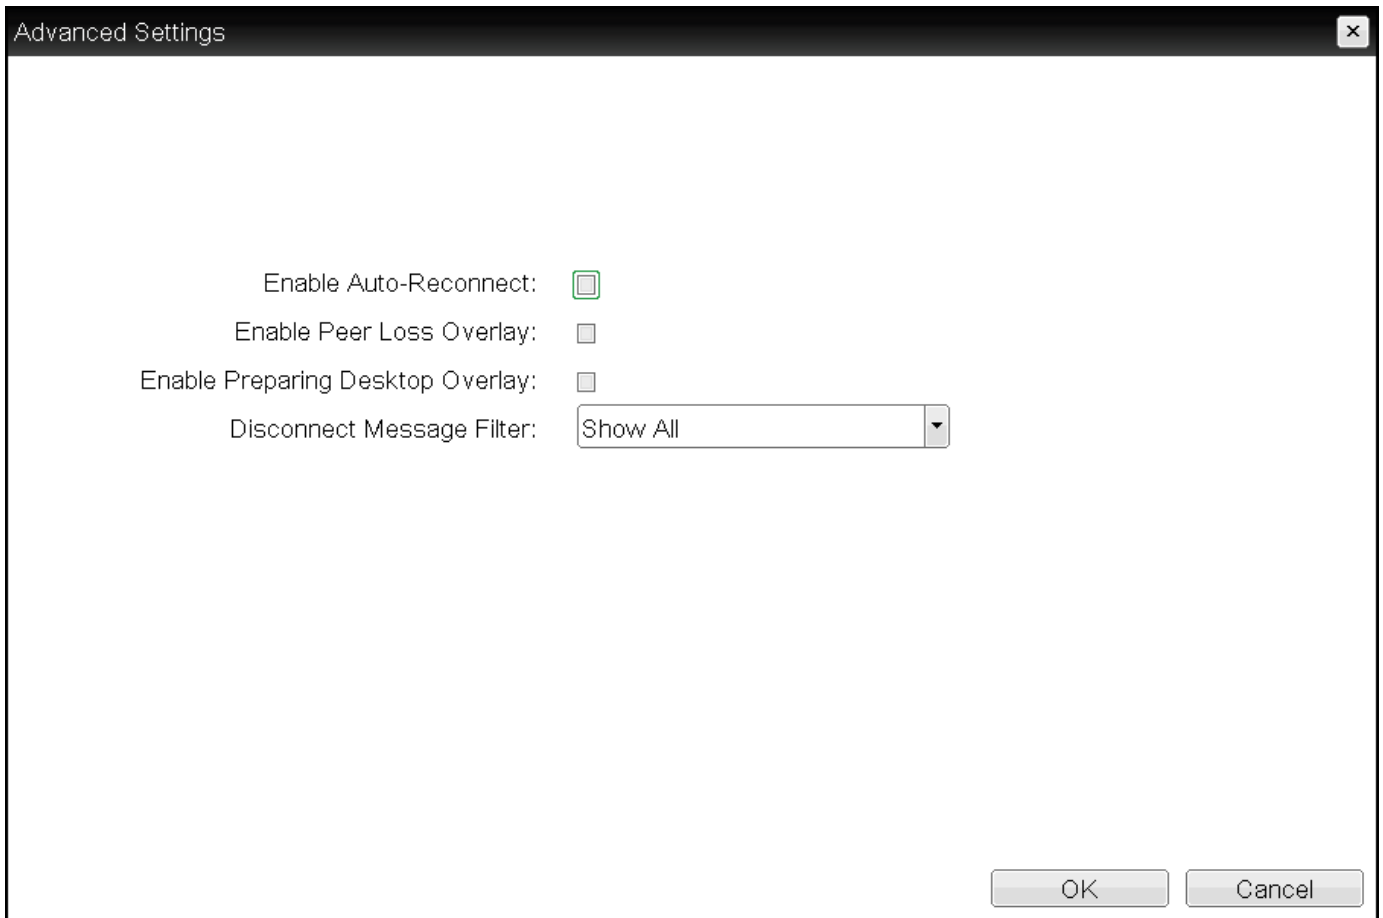 Advanced Settings
Enable Auto-Reconnect:
Enable Peer Loss Overlay:
Enable Preparing Desktop Overlay:
Disconnect Message Filter: Show All
OK Cancel